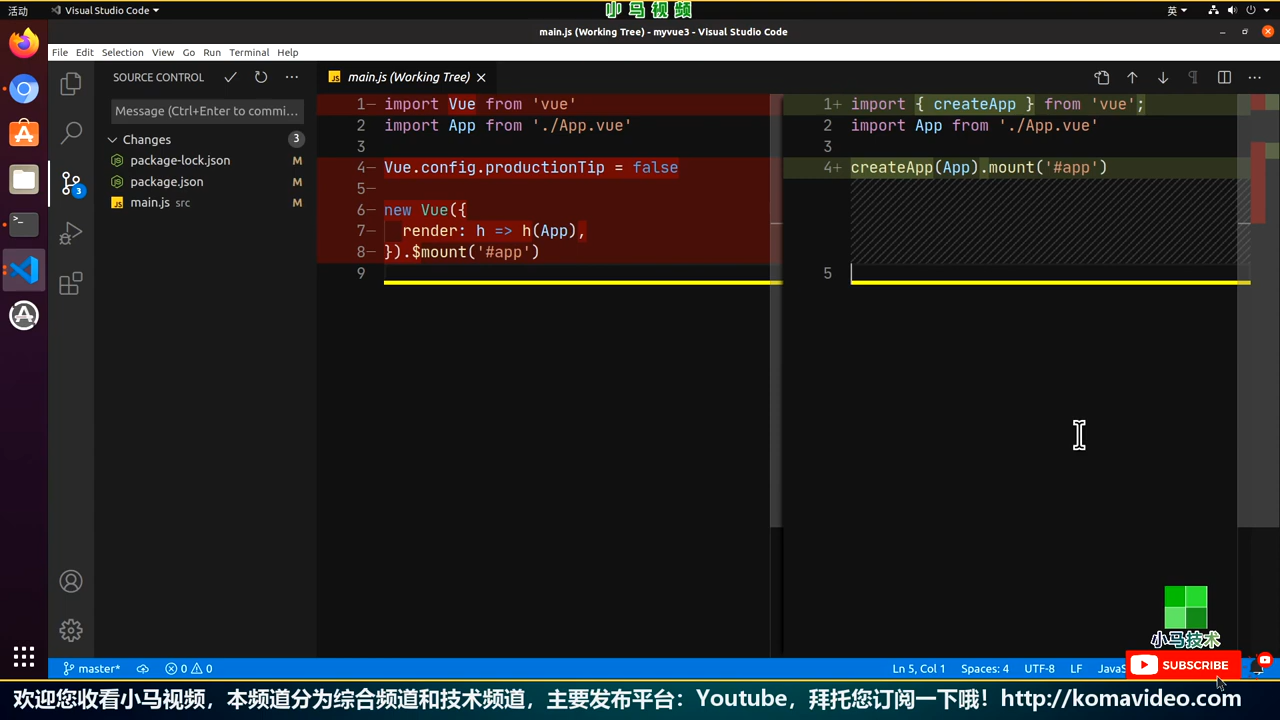 活动
Visual Studio Code
小马视频
英
main.js (Working Tree) - myvue3 - Visual Studio Code
File Edit Selection View Go Run Terminal Help
SOURCE CONTROL
main.js (Working Tree)
Message (Ctrl+Enter to commi...
Changes 3
package-lock.json M
package.json M
main.js src M
3
1- import Vue from 'vue'
2 import App from './App.vue'
3
4- Vue.config.productionTip = false
5-
6- new Vue({
7- render: h => h(App),
8- }).$mount('#app')
9
1+ import { createApp } from 'vue';
2 import App from './App.vue'
3
4+ createApp(App).mount('#app')
5
小马技术
SUBSCRIBE
master* 0 0 Ln 5, Col 1 Spaces: 4 UTF-8 LF JavaS
欢迎您收看小马视频，本频道分为综合频道和技术频道，主要发布平台：Youtube，拜托您订阅一下哦！http://komavideo.com